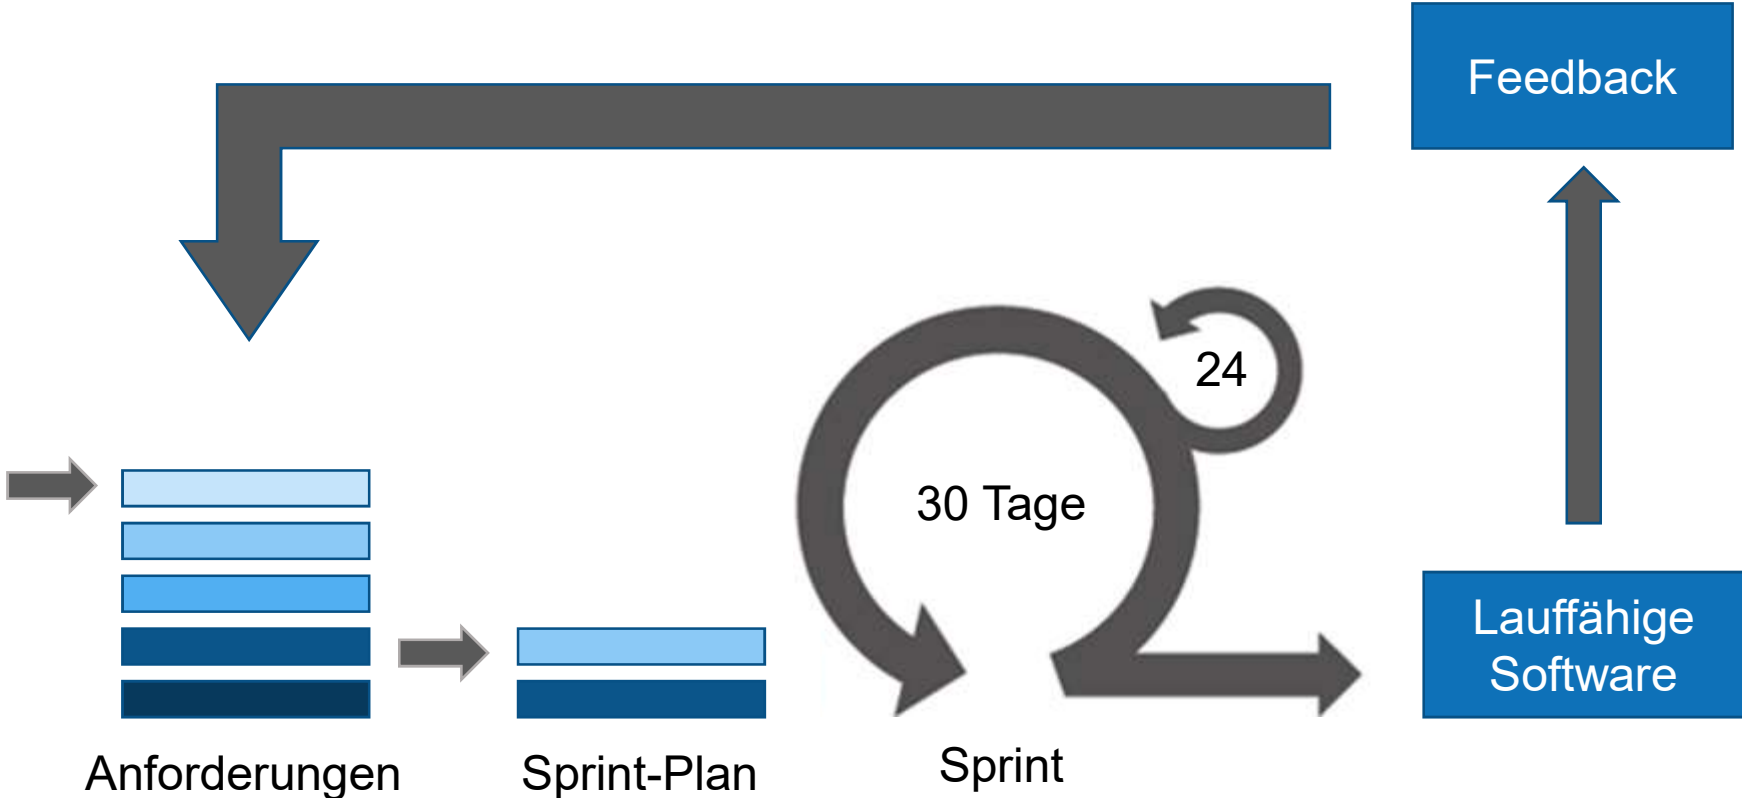 Feedback
24
30 Tage
Lauffähige
Software
Anforderungen
Sprint-Plan
Sprint